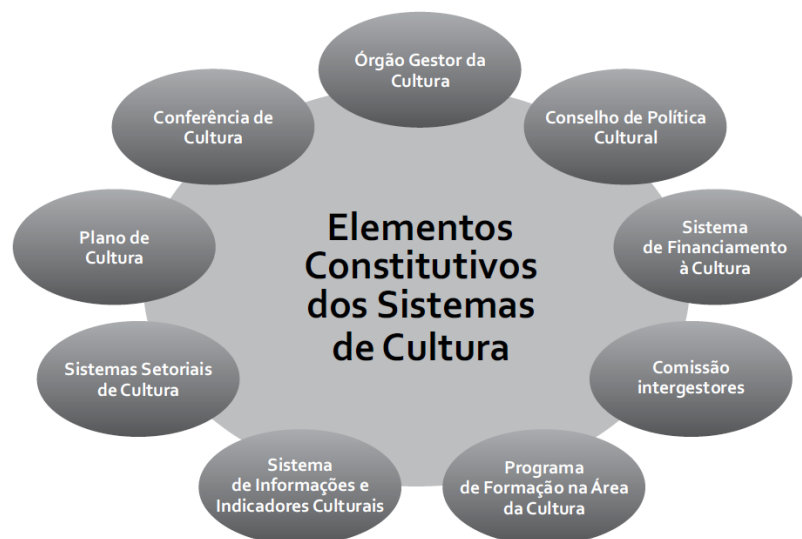 Órgão Gestor da
Cultura
Conferência de
Cultura
Conselho de Política
Cultural
Plano de
Cultura
Elementos
Constitutivos
dos Sistemas
de Cultura
Sistema
de Financiamento
à Cultura
Sistemas Setoriais
de Cultura
Comissão
intergestores
Sistema
de Informações e
Indicadores Culturais
Programa
de Formação na Área
da Cultura